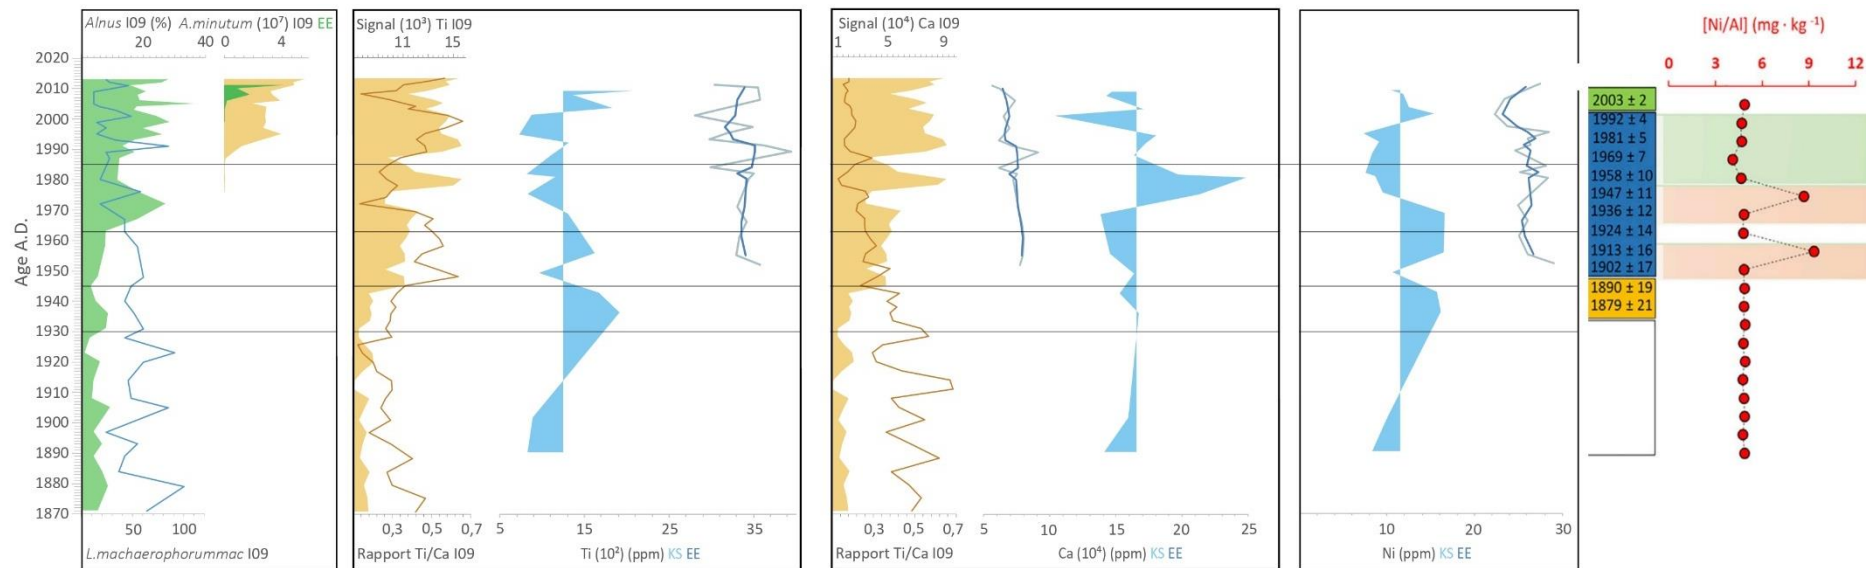 Alnus I09 (%) A.minutum (10⁷) I09 EE
20 40 0 4
Signal (10³) Ti I09
11 15
Signal (10⁴) Ca I09
1 5 9
[Ni/Al] (mg · kg ⁻¹)
0 3 6 9 12
Age A.D.
2020
2010
2000
1990
1980
1970
1960
1950
1940
1930
1920
1910
1900
1890
1880
1870
2003 ± 2
1992 ± 4
1981 ± 5
1969 ± 7
1958 ± 10
1947 ± 11
1936 ± 12
1924 ± 14
1913 ± 16
1902 ± 17
1890 ± 19
1879 ± 21
50 100
L.machaerophorummac I09
0,3 0,5 0,7
Rapport Ti/Ca I09
5 15 25 35
Ti (10²) (ppm) KS EE
0,3 0,5 0,7
Rapport Ti/Ca I09
5 10 15 20 25
Ca (10⁴) (ppm) KS EE
10 20 30
Ni (ppm) KS EE